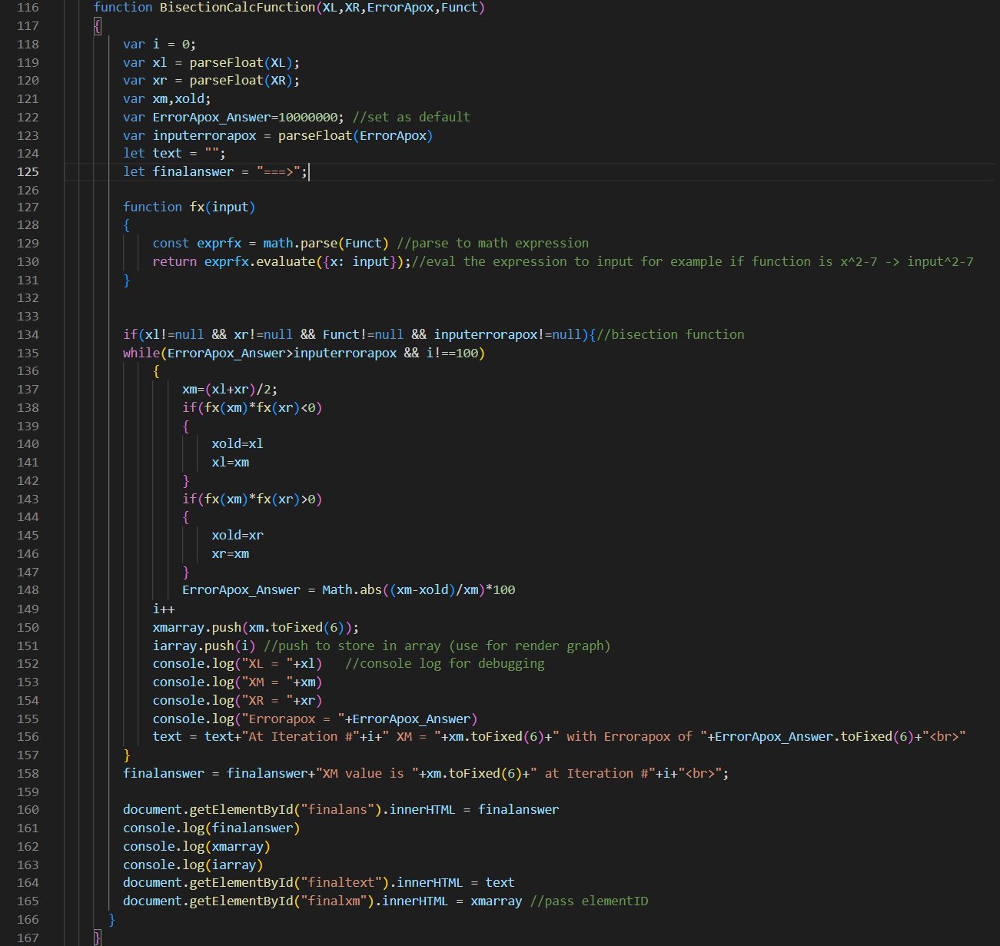 116 function BisectionCalcFunction(XL,XR,ErrorApox,Funct)
117 {
118 var i = 0;
119 var xl = parseFloat(XL);
120 var xr = parseFloat(XR);
121 var xm,xold;
122 var ErrorApox_Answer=10000000; //set as default
123 var inputerrorapox = parseFloat(ErrorApox)
124 let text = "";
125 let finalanswer = "===>";
126
127 function fx(input)
128 {
129 const exprfx = math.parse(Funct) //parse to math expression
130 return exprfx.evaluate({x: input});//eval the expression to input for example if function is x^2-7 -> input^2-7
131 }
132
133
134 if(xl!=null && xr!=null && Funct!=null && inputerrorapox!=null){//bisection function
135 while(ErrorApox_Answer>inputerrorapox && i!==100)
136 {
137 xm=(xl+xr)/2;
138 if(fx(xm)*fx(xr)<0)
139 {
140 xold=xl
141 xl=xm
142 }
143 if(fx(xm)*fx(xr)>0)
144 {
145 xold=xr
146 xr=xm
147 }
148 ErrorApox_Answer = Math.abs((xm-xold)/xm)*100
149 i++
150 xmarray.push(xm.toFixed(6));
151 iarray.push(i) //push to store in array (use for render graph)
152 console.log("XL = "+xl) //console log for debugging
153 console.log("XM = "+xm)
154 console.log("XR = "+xr)
155 console.log("Errorapox = "+ErrorApox_Answer)
156 text = text+"At Iteration #"+i+" XM = "+xm.toFixed(6)+" with Errorapox of "+ErrorApox_Answer.toFixed(6)+"<br>"
157 }
158 finalanswer = finalanswer+"XM value is "+xm.toFixed(6)+" at Iteration #"+i+"<br>";
159
160 document.getElementById("finalans").innerHTML = finalanswer
161 console.log(finalanswer)
162 console.log(xmarray)
163 console.log(iarray)
164 document.getElementById("finaltext").innerHTML = text
165 document.getElementById("finalxm").innerHTML = xmarray //pass elementID
166 }
167 }